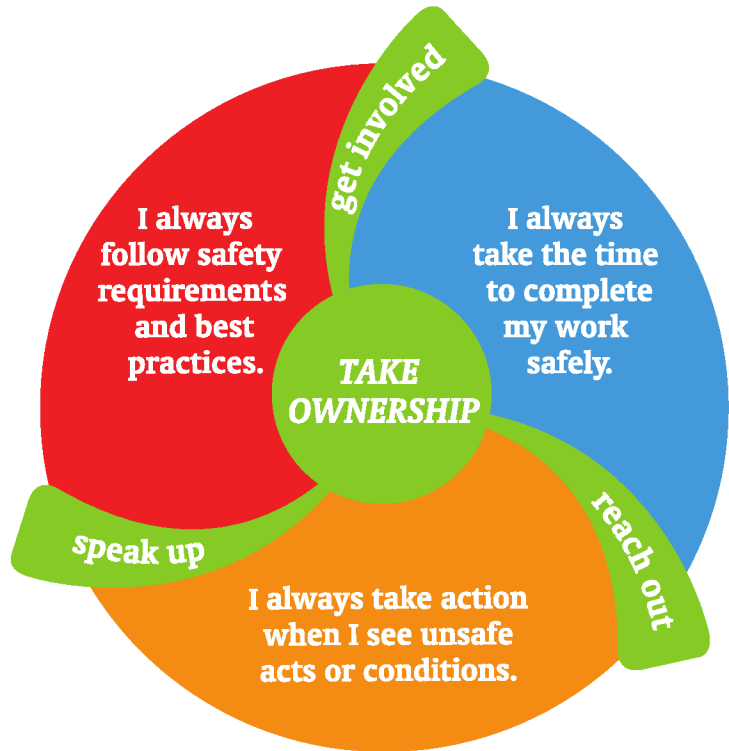 get involved
I always
follow safety
requirements
and best
practices.
I always
take the time
to complete
my work
safely.
TAKE
OWNERSHIP
speak up
reach out
I always take action
when I see unsafe
acts or conditions.